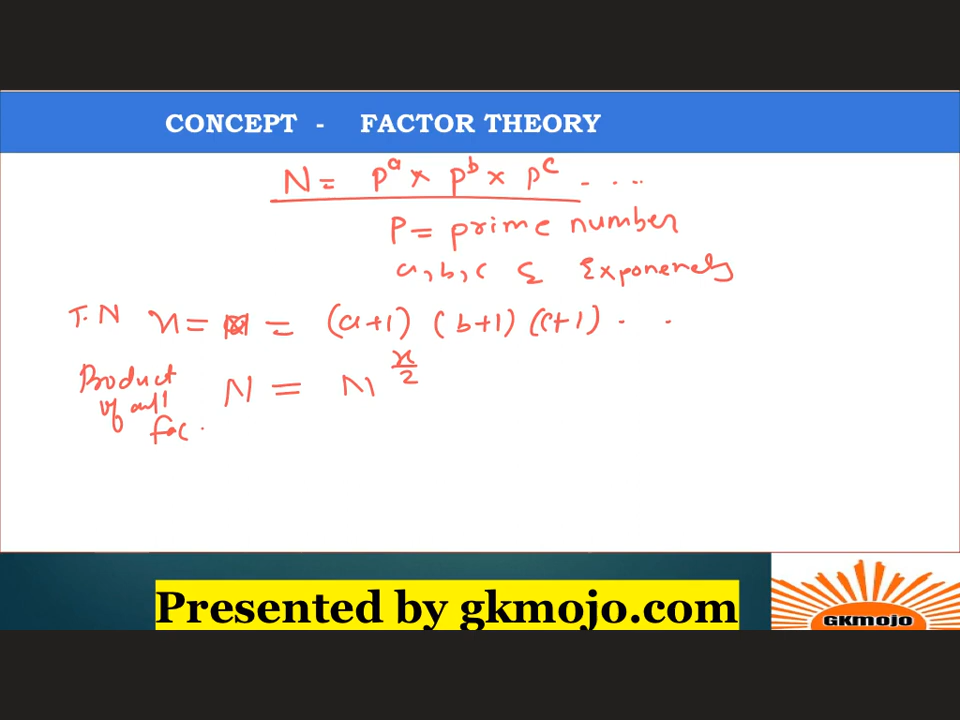 CONCEPT - FACTOR THEORY
N = p^a × p^b × p^c - ....
P = prime number
a, b, c Exponents
T.N x = = (a+1) (b+1) (c+1) . .
Product N = N^(x/2)
of all
fac .
Presented by gkmojo.com
GKmojo